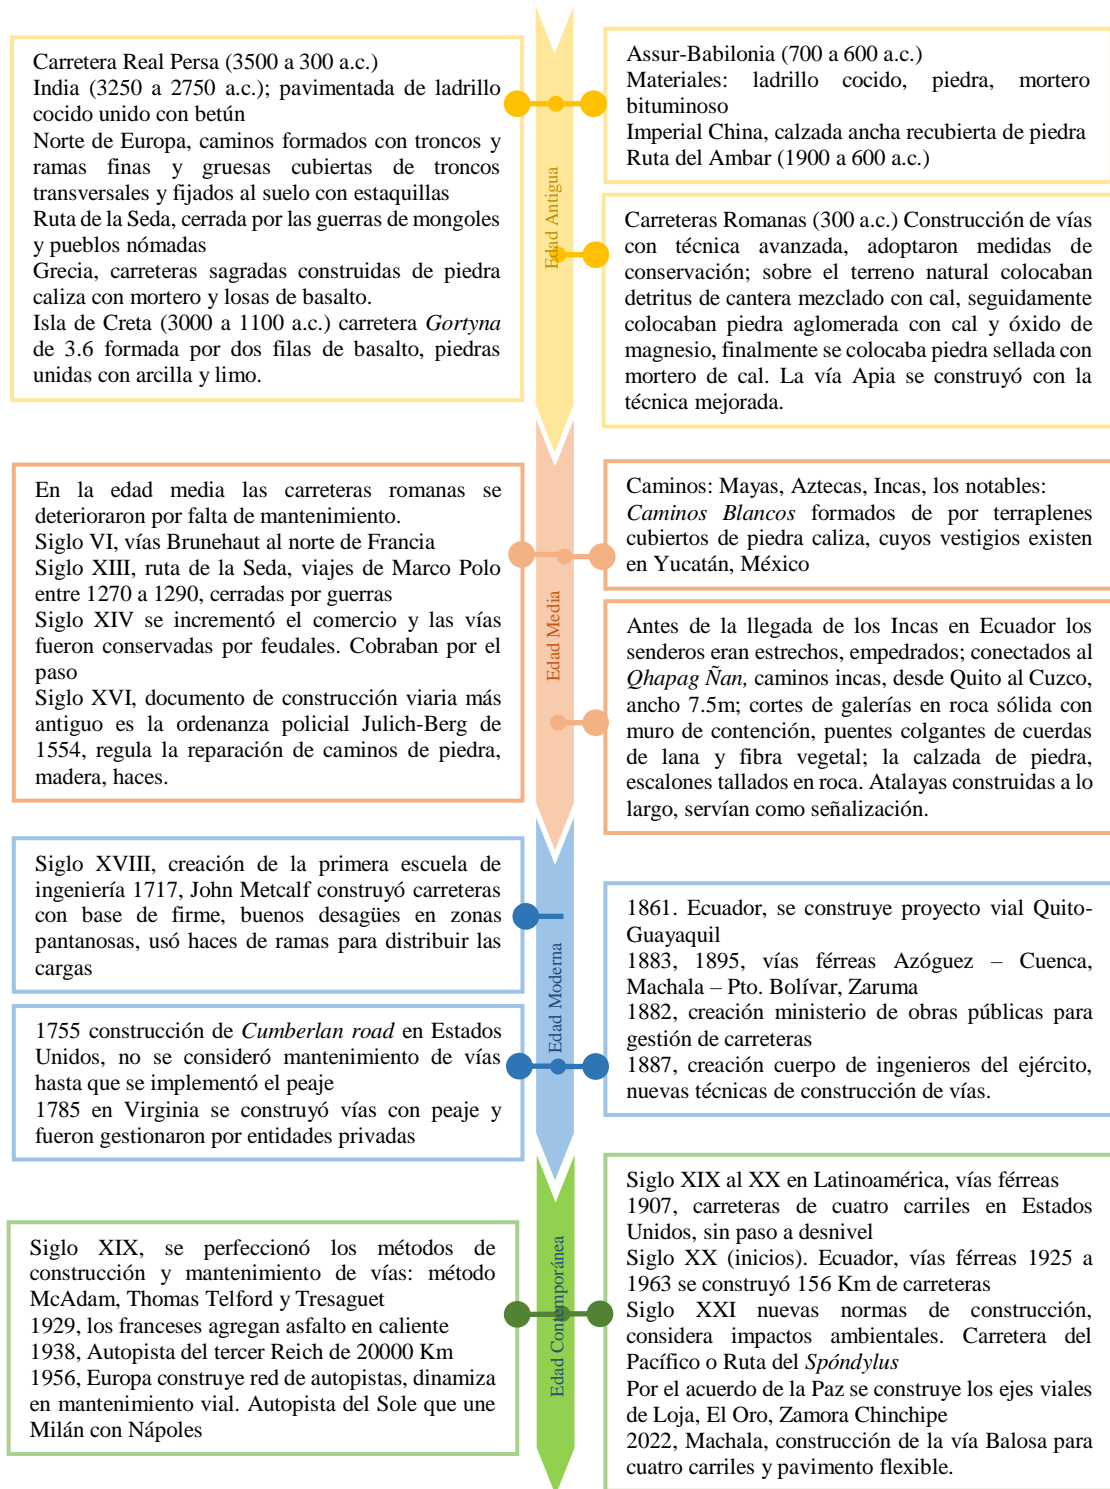 Carretera Real Persa (3500 a 300 a.c.)
India (3250 a 2750 a.c.); pavimentada de ladrillo
cocido unido con betún
Norte de Europa, caminos formados con troncos y
ramas finas y gruesas cubiertas de troncos
transversales y fijados al suelo con estaquillas
Ruta de la Seda, cerrada por las guerras de mongoles
y pueblos nómadas
Grecia, carreteras sagradas construidas de piedra
caliza con mortero y losas de basalto.
Isla de Creta (3000 a 1100 a.c.) carretera Gortyna
de 3.6 formada por dos filas de basalto, piedras
unidas con arcilla y limo.
Assur-Babilonia (700 a 600 a.c.)
Materiales: ladrillo cocido, piedra, mortero
bituminoso
Imperial China, calzada ancha recubierta de piedra
Ruta del Ambar (1900 a 600 a.c.)
Edad Antigua
Carreteras Romanas (300 a.c.) Construcción de vías
con técnica avanzada, adoptaron medidas de
conservación; sobre el terreno natural colocaban
detritus de cantera mezclado con cal, seguidamente
colocaban piedra aglomerada con cal y óxido de
magnesio, finalmente se colocaba piedra sellada con
mortero de cal. La vía Apia se construyó con la
técnica mejorada.
En la edad media las carreteras romanas se
deterioraron por falta de mantenimiento.
Siglo VI, vías Brunehaut al norte de Francia
Siglo XIII, ruta de la Seda, viajes de Marco Polo
entre 1270 a 1290, cerradas por guerras
Siglo XIV se incrementó el comercio y las vías
fueron conservadas por feudales. Cobraban por el
paso
Siglo XVI, documento de construcción viaria más
antiguo es la ordenanza policial Julich-Berg de
1554, regula la reparación de caminos de piedra,
madera, haces.
Edad Media
Caminos: Mayas, Aztecas, Incas, los notables:
Caminos Blancos formados de por terraplenes
cubiertos de piedra caliza, cuyos vestigios existen
en Yucatán, México
Antes de la llegada de los Incas en Ecuador los
senderos eran estrechos, empedrados; conectados al
Qhapag Ñan, caminos incas, desde Quito al Cuzco,
ancho 7.5m; cortes de galerías en roca sólida con
muro de contención, puentes colgantes de cuerdas
de lana y fibra vegetal; la calzada de piedra,
escalones tallados en roca. Atalayas construidas a lo
largo, servían como señalización.
Siglo XVIII, creación de la primera escuela de
ingeniería 1717, John Metcalf construyó carreteras
con base de firme, buenos desagües en zonas
pantanosas, usó haces de ramas para distribuir las
cargas
1755 construcción de Cumberlan road en Estados
Unidos, no se consideró mantenimiento de vías
hasta que se implementó el peaje
1785 en Virginia se construyó vías con peaje y
fueron gestionaron por entidades privadas
Edad Moderna
1861. Ecuador, se construye proyecto vial Quito-
Guayaquil
1883, 1895, vías férreas Azóguez – Cuenca,
Machala – Pto. Bolívar, Zaruma
1882, creación ministerio de obras públicas para
gestión de carreteras
1887, creación cuerpo de ingenieros del ejército,
nuevas técnicas de construcción de vías.
Siglo XIX, se perfeccionó los métodos de
construcción y mantenimiento de vías: método
McAdam, Thomas Telford y Tresaguet
1929, los franceses agregan asfalto en caliente
1938, Autopista del tercer Reich de 20000 Km
1956, Europa construye red de autopistas, dinamiza
en mantenimiento vial. Autopista del Sole que une
Milán con Nápoles
Edad Contemporánea
Siglo XIX al XX en Latinoamérica, vías férreas
1907, carreteras de cuatro carriles en Estados
Unidos, sin paso a desnivel
Siglo XX (inicios). Ecuador, vías férreas 1925 a
1963 se construyó 156 Km de carreteras
Siglo XXI nuevas normas de construcción,
considera impactos ambientales. Carretera del
Pacífico o Ruta del Spóndylus
Por el acuerdo de la Paz se construye los ejes viales
de Loja, El Oro, Zamora Chinchipe
2022, Machala, construcción de la vía Balosa para
cuatro carriles y pavimento flexible.